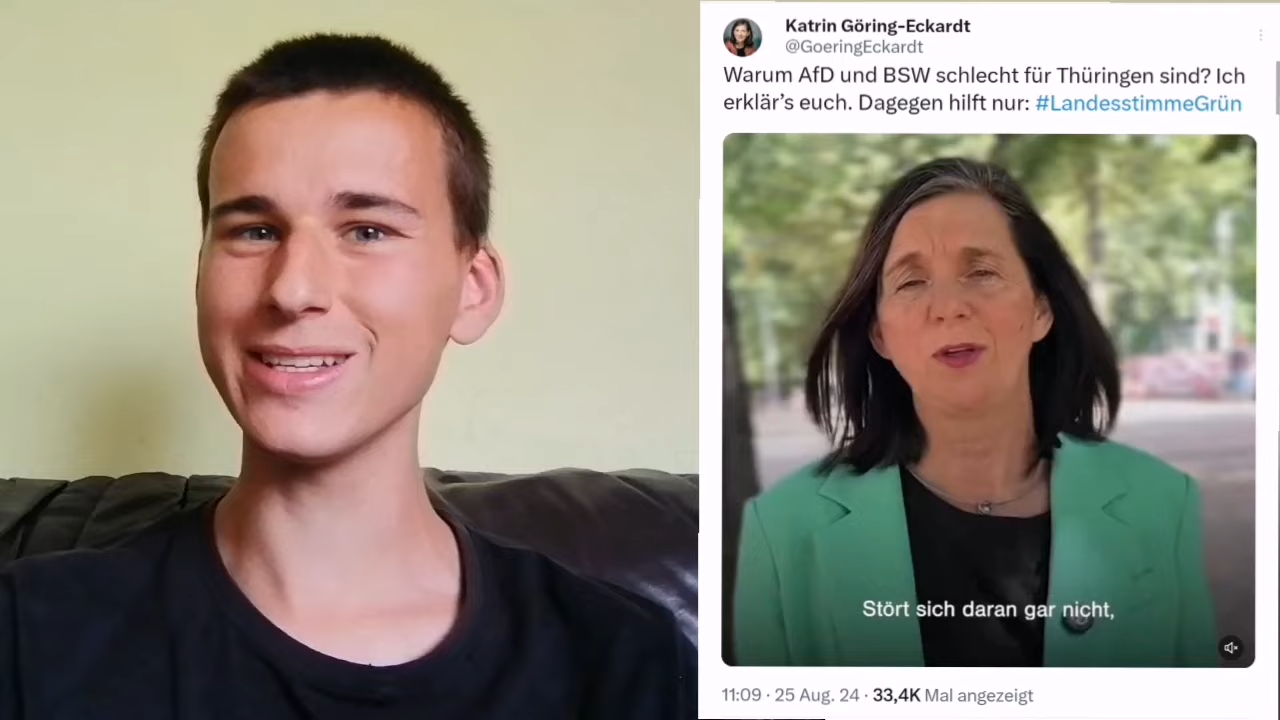 Katrin Göring-Eckardt
@GoeringEckardt
Warum AfD und BSW schlecht für Thüringen sind? Ich
erklär’s euch. Dagegen hilft nur: #LandesstimmeGrün
Stört sich daran gar nicht,
11:09 · 25 Aug. 24 · 33,4K Mal angezeigt